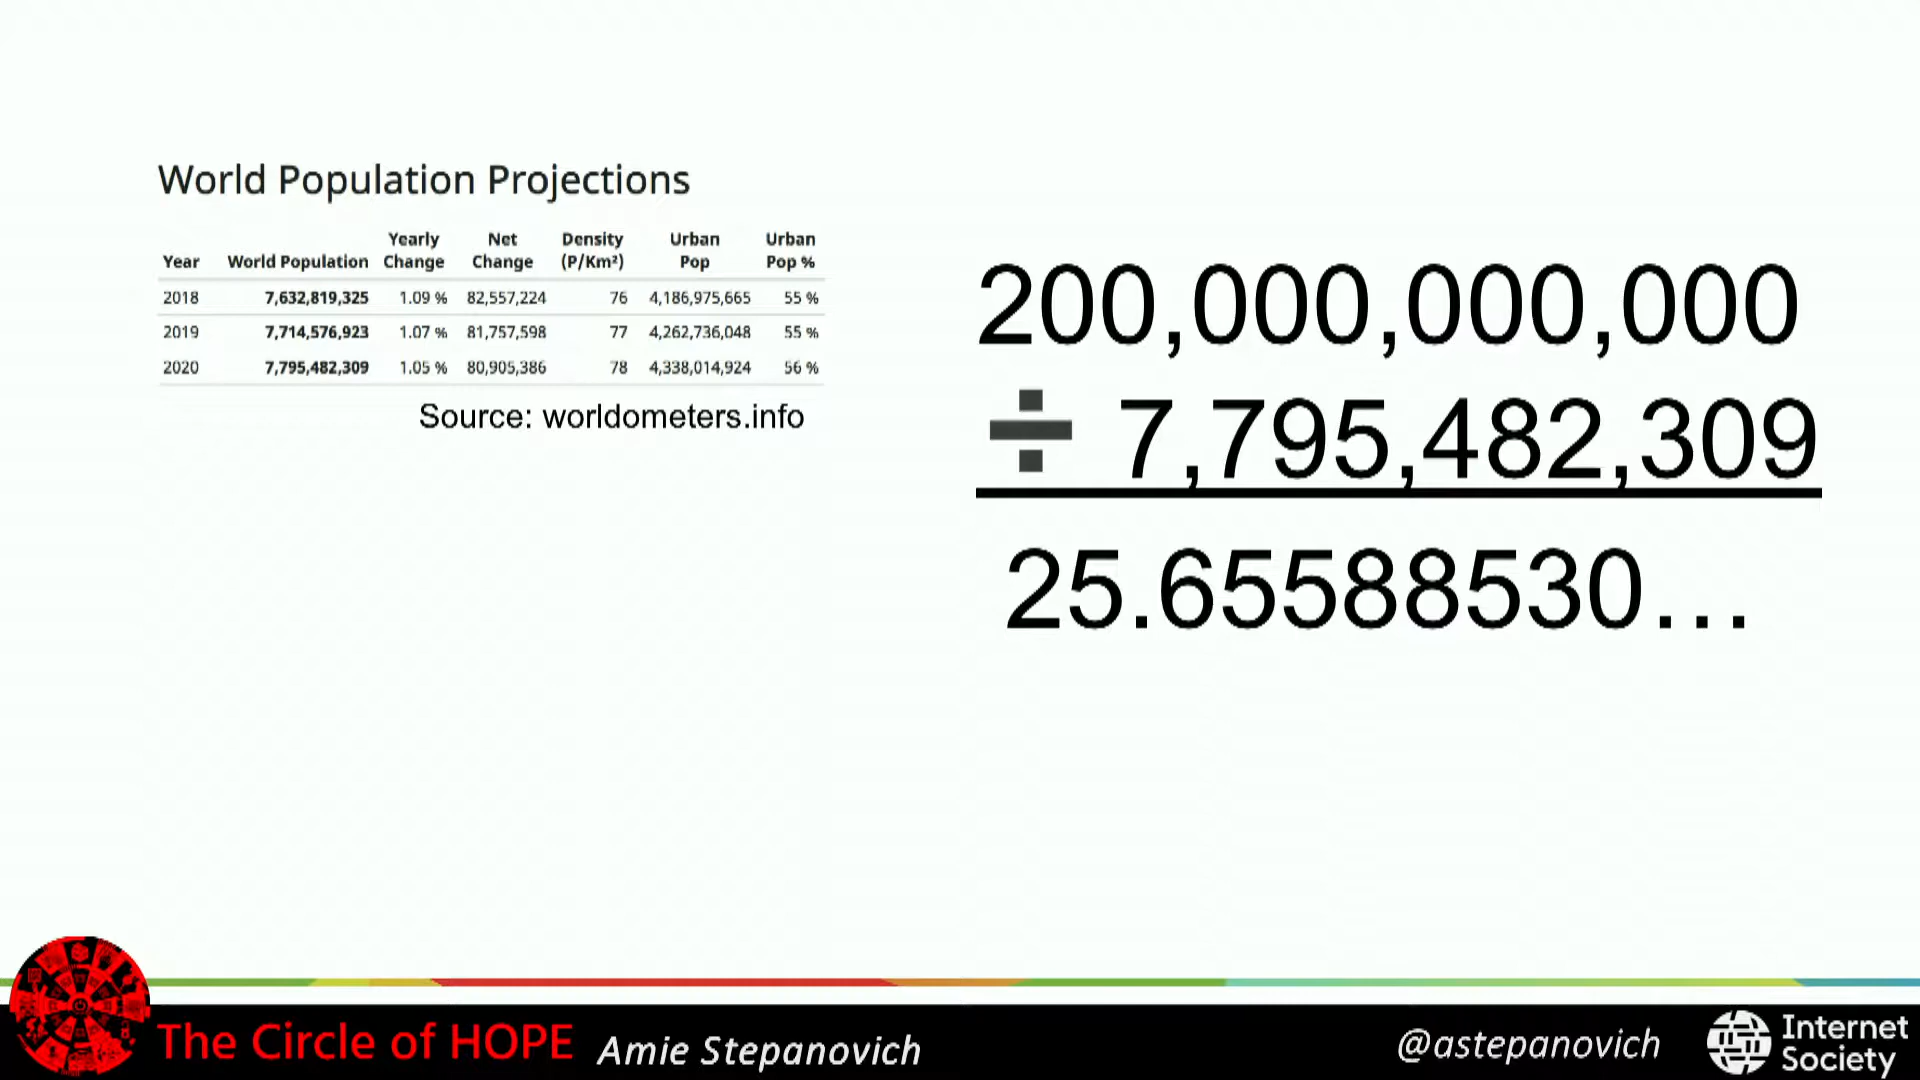 World Population Projections
Year World Population Yearly Change Net Change Density (P/Km²) Urban Pop Urban Pop %
2018 7,632,819,325 1.09 % 82,557,224 76 4,186,975,665 55 %
2019 7,714,576,923 1.07 % 81,757,598 77 4,262,736,048 55 %
2020 7,795,482,309 1.05 % 80,905,386 78 4,338,014,924 56 %
Source: worldometers.info
200,000,000,000
÷ 7,795,482,309
25.65588530...
The Circle of HOPE
Amie Stepanovich
@astepanovich
Internet
Society